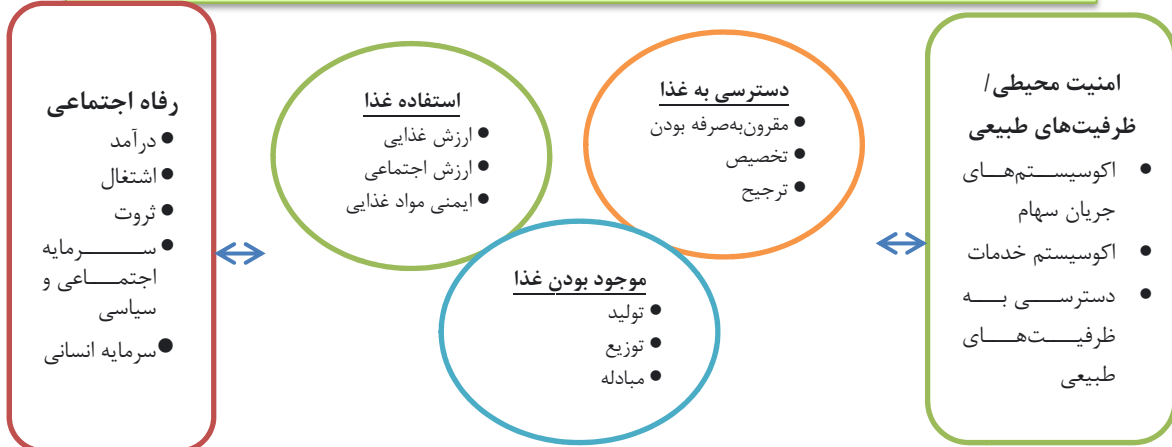 امنیت محیطی/
ظرفیت‌های طبیعی
اکوسیستم‌های
جریان سهام
اکوسیستم خدمات
دسترسی به
ظرفیت‌های
طبیعی
دسترسی به غذا
مقرون‌به‌صرفه بودن
تخصیص
ترجیح
استفاده غذا
ارزش غذایی
ارزش اجتماعی
ایمنی مواد غذایی
موجود بودن غذا
تولید
توزیع
مبادله
رفاه اجتماعی
درآمد
اشتغال
ثروت
سرمایه
اجتماعی و
سیاسی
سرمایه انسانی